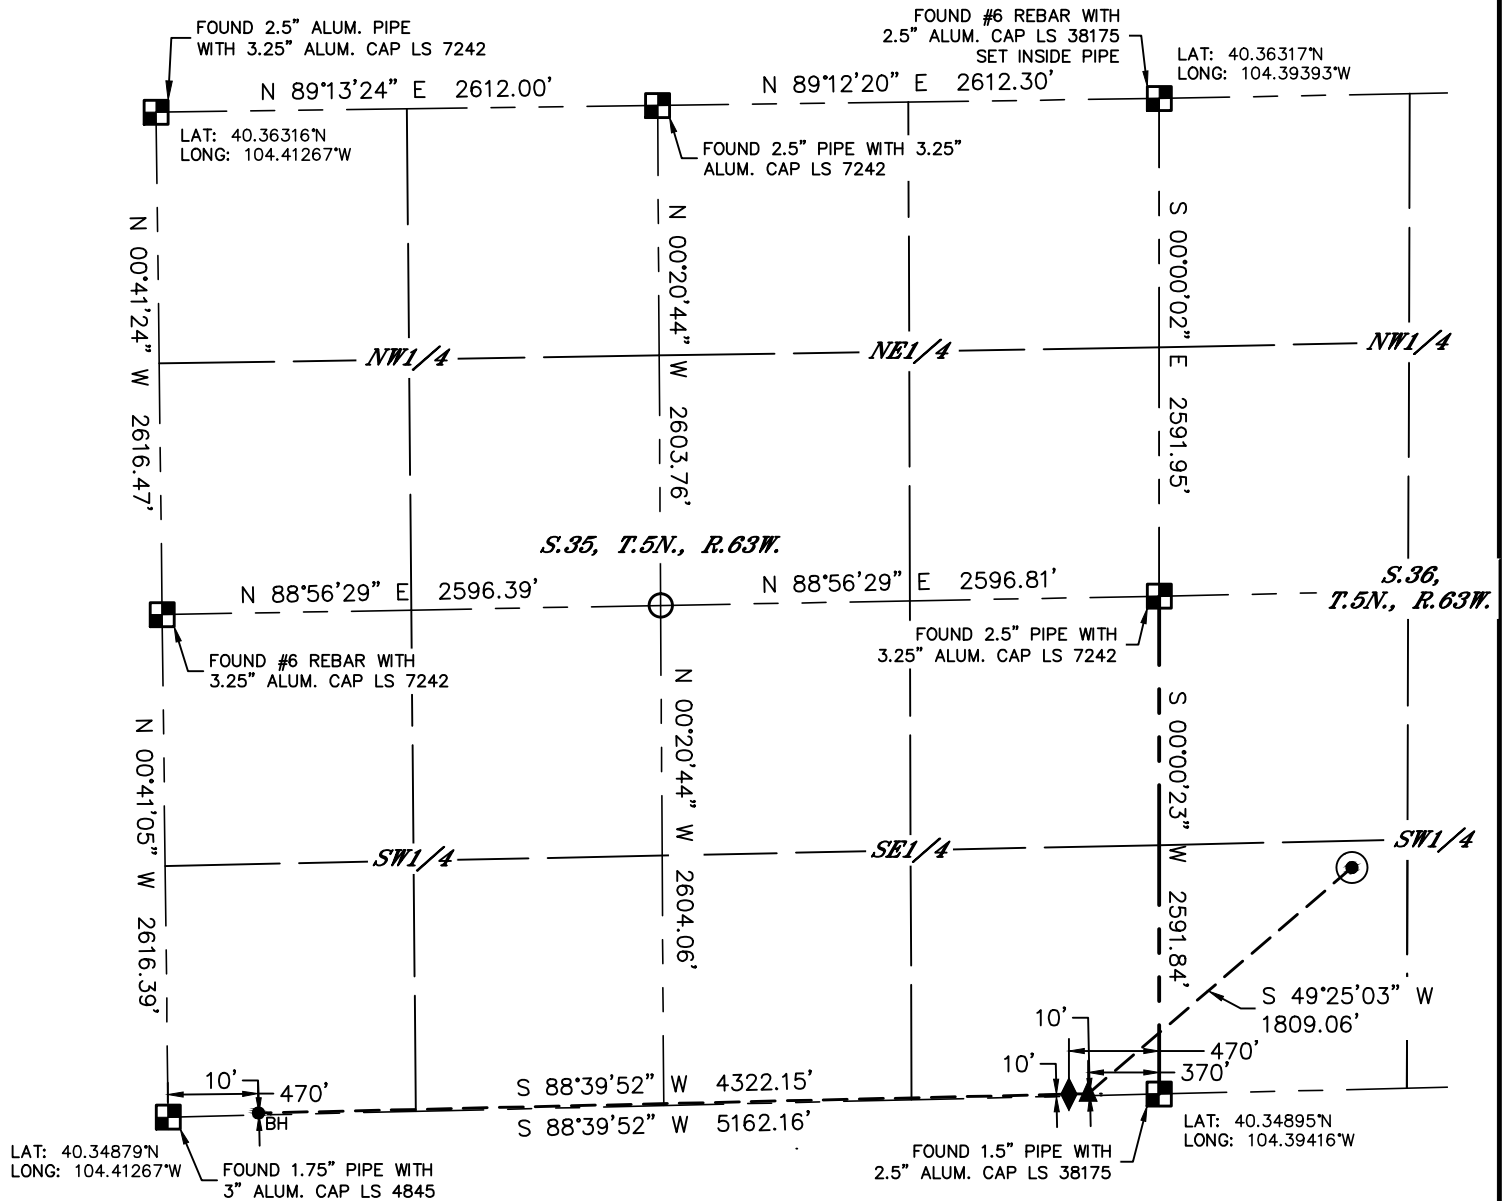 FOUND 2.5" ALUM. PIPE
WITH 3.25" ALUM. CAP LS 7242
FOUND #6 REBAR WITH
2.5" ALUM. CAP LS 38175
SET INSIDE PIPE
LAT: 40.36317°N
LONG: 104.39393°W
N 89°13'24" E 2612.00'
N 89°12'20" E 2612.30'
LAT: 40.36316°N
LONG: 104.41267°W
FOUND 2.5" PIPE WITH 3.25"
ALUM. CAP LS 7242
N 00°41'24" W 2616.47'
N 00°20'44" W 2603.76'
S 00°00'02" E 2591.95'
NW1/4
NE1/4
NW1/4
S.35, T.5N., R.63W.
S.36,
T.5N., R.63W.
N 88°56'29" E 2596.39'
N 88°56'29" E 2596.81'
FOUND #6 REBAR WITH
3.25" ALUM. CAP LS 7242
FOUND 2.5" PIPE WITH
3.25" ALUM. CAP LS 7242
N 00°41'05" W 2616.39'
N 00°20'44" W 2604.06'
S 00°00'23" W 2591.84'
SW1/4
SE1/4
SW1/4
S 49°25'03" W
1809.06'
10'
470'
10'
370'
10'
470'
S 88°39'52" W 4322.15'
BH
S 88°39'52" W 5162.16'
LAT: 40.34879°N
LONG: 104.41267°W
FOUND 1.75" PIPE WITH
3" ALUM. CAP LS 4845
FOUND 1.5" PIPE WITH
2.5" ALUM. CAP LS 38175
LAT: 40.34895°N
LONG: 104.39416°W